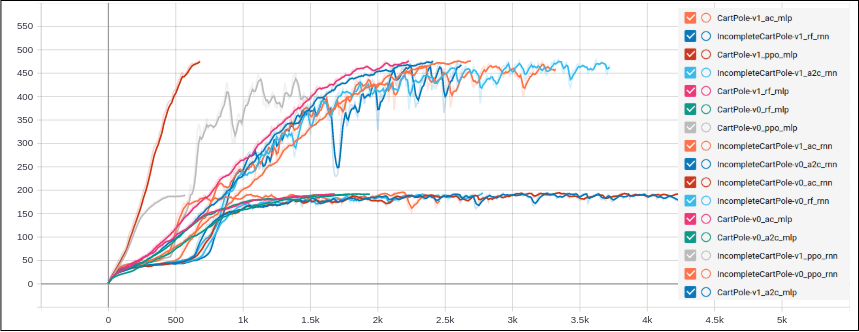 550
500
450
400
350
300
250
200
150
100
50
0
0
500
1k
1.5k
2k
2.5k
3k
3.5k
4k
4.5k
5k
CartPole-v1_ac_mlp
IncompleteCartPole-v1_rf_rnn
CartPole-v1_ppo_mlp
IncompleteCartPole-v1_a2c_rnn
CartPole-v1_rf_mlp
CartPole-v0_rf_mlp
CartPole-v0_ppo_mlp
IncompleteCartPole-v1_ac_rnn
IncompleteCartPole-v0_a2c_rnn
IncompleteCartPole-v0_ac_rnn
IncompleteCartPole-v0_rf_rnn
CartPole-v0_ac_mlp
CartPole-v0_a2c_mlp
IncompleteCartPole-v1_ppo_rnn
IncompleteCartPole-v0_ppo_rnn
CartPole-v1_a2c_mlp